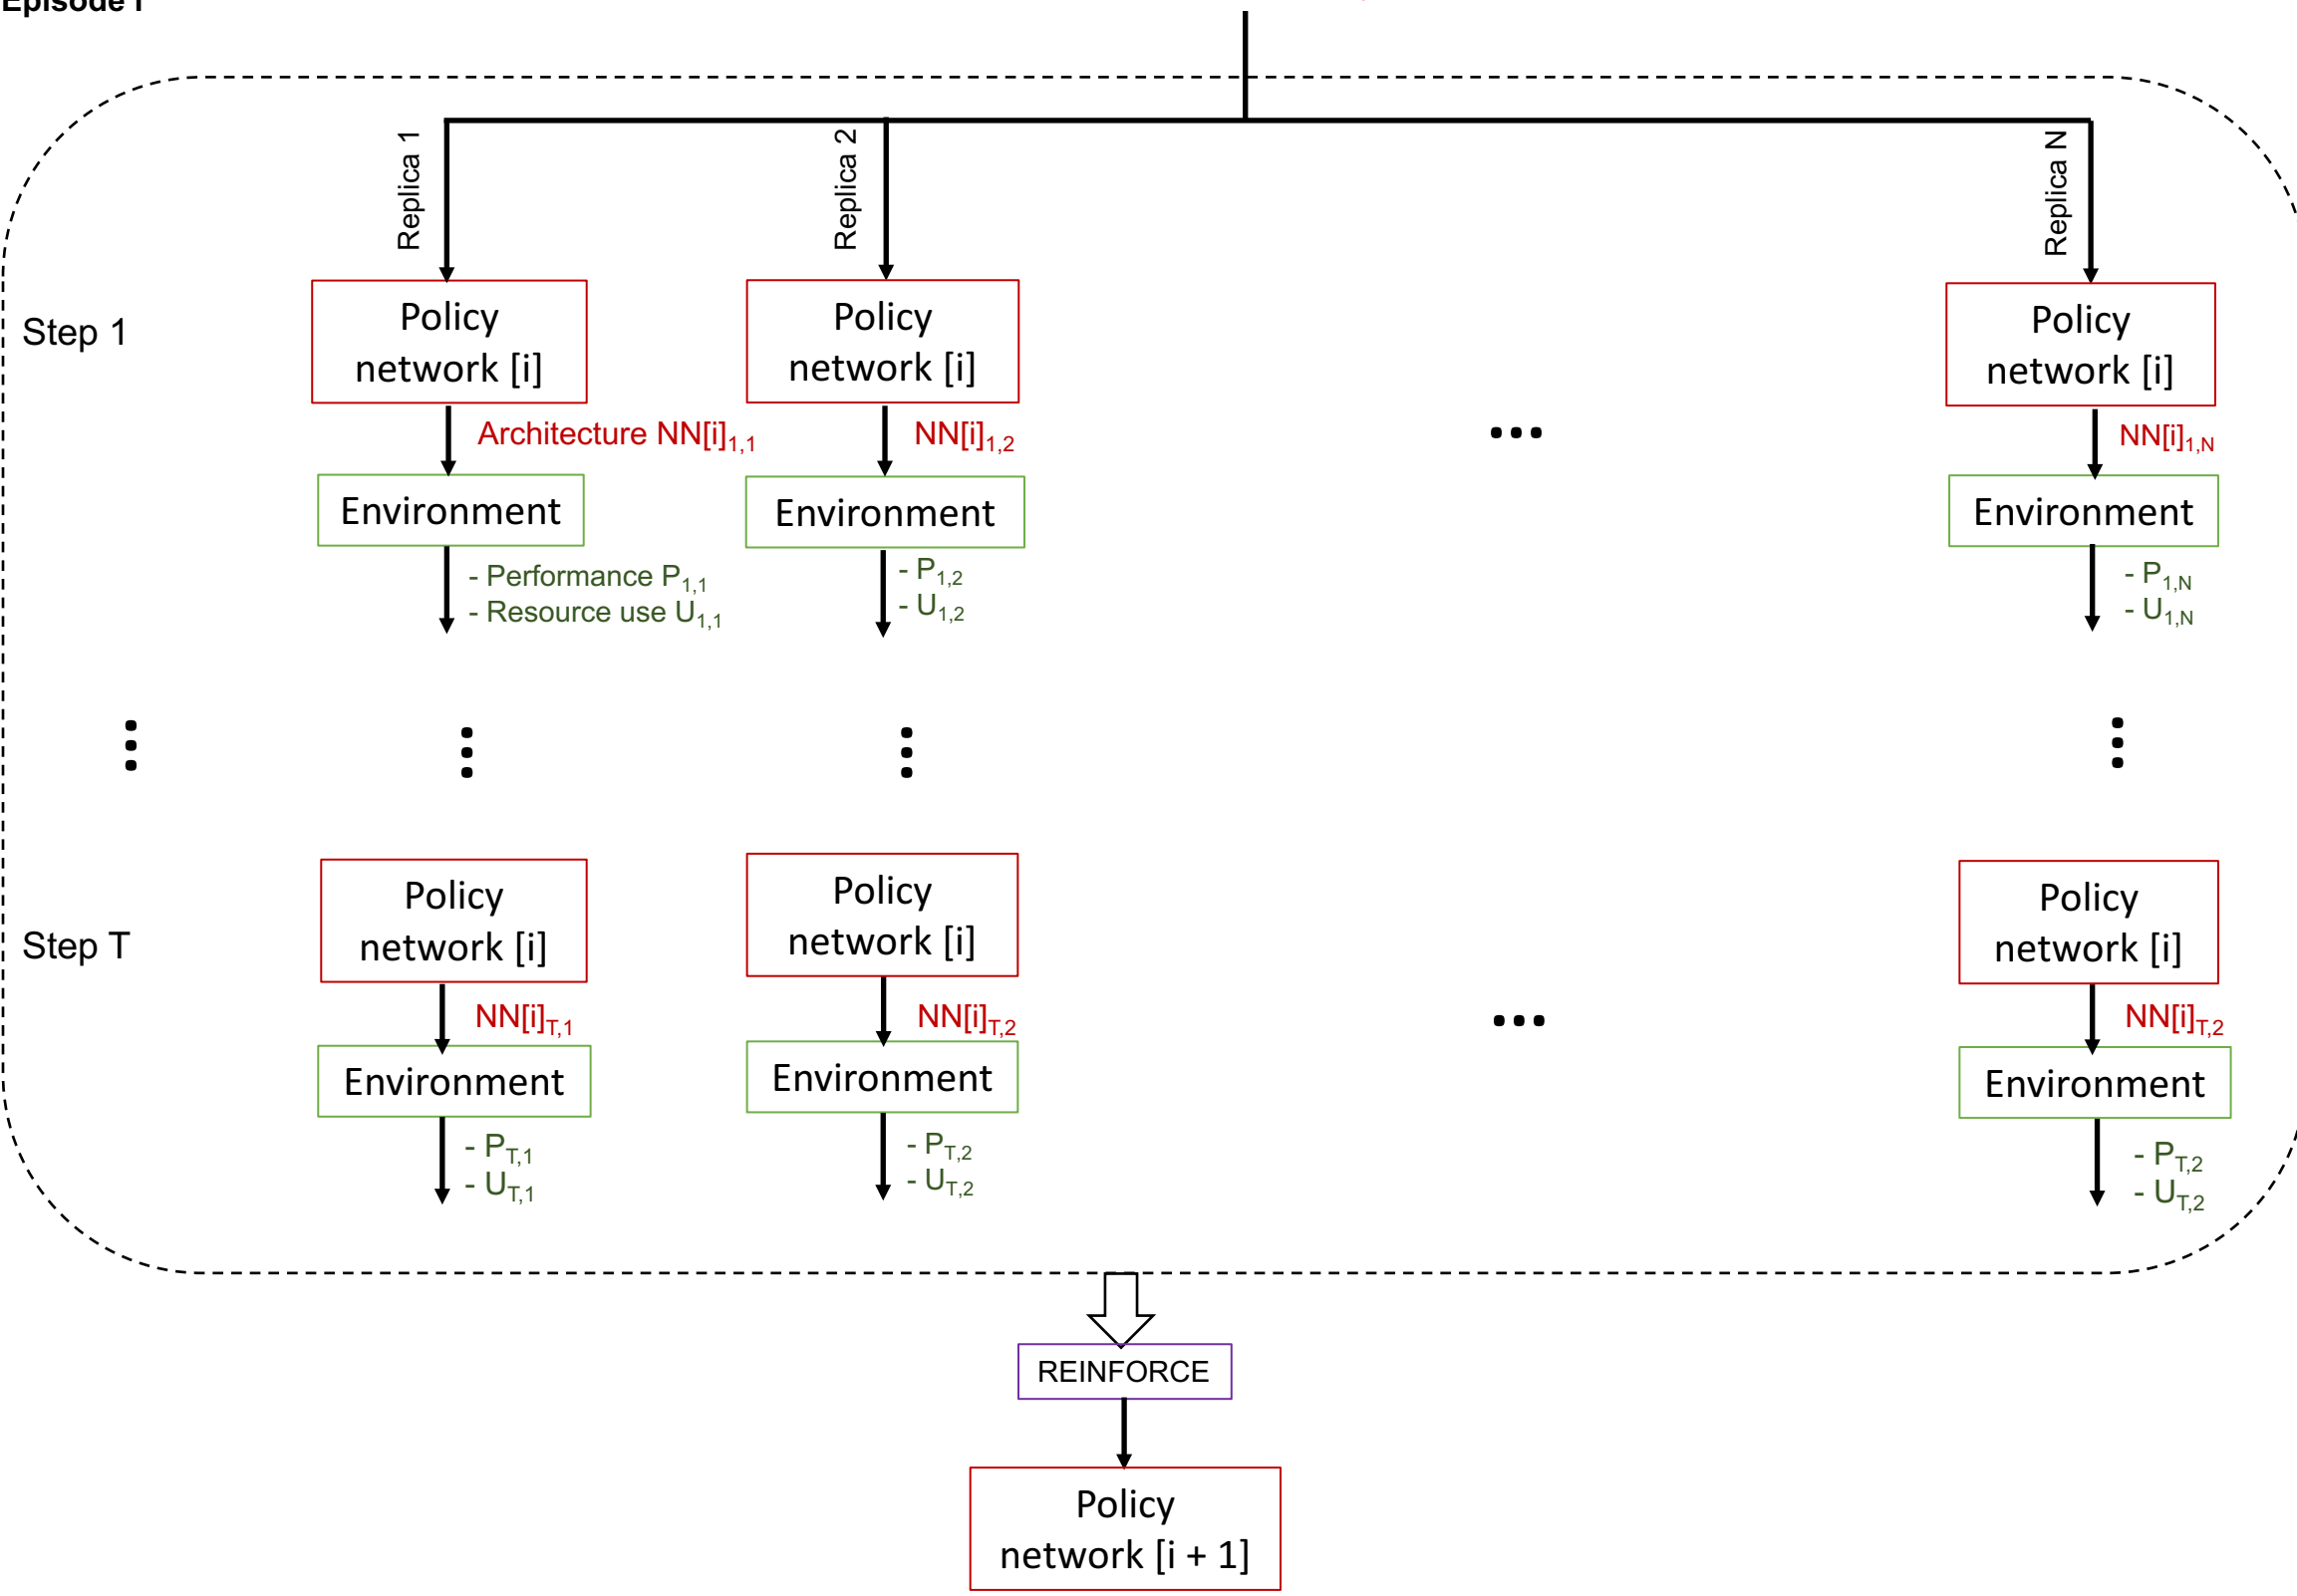 Episode i
Replica 1
Replica 2
Replica N
Step 1
Policy
network [i]
Policy
network [i]
Policy
network [i]
Architecture NN[i]1,1
NN[i]1,2
...
NN[i]1,N
Environment
Environment
Environment
- Performance P1,1
- Resource use U1,1
- P1,2
- U1,2
- P1,N
- U1,N
Step T
Policy
network [i]
Policy
network [i]
Policy
network [i]
NN[i]T,1
NN[i]T,2
...
NN[i]T,2
Environment
Environment
Environment
- PT,1
- UT,1
- PT,2
- UT,2
- PT,2
- UT,2
REINFORCE
Policy
network [i + 1]